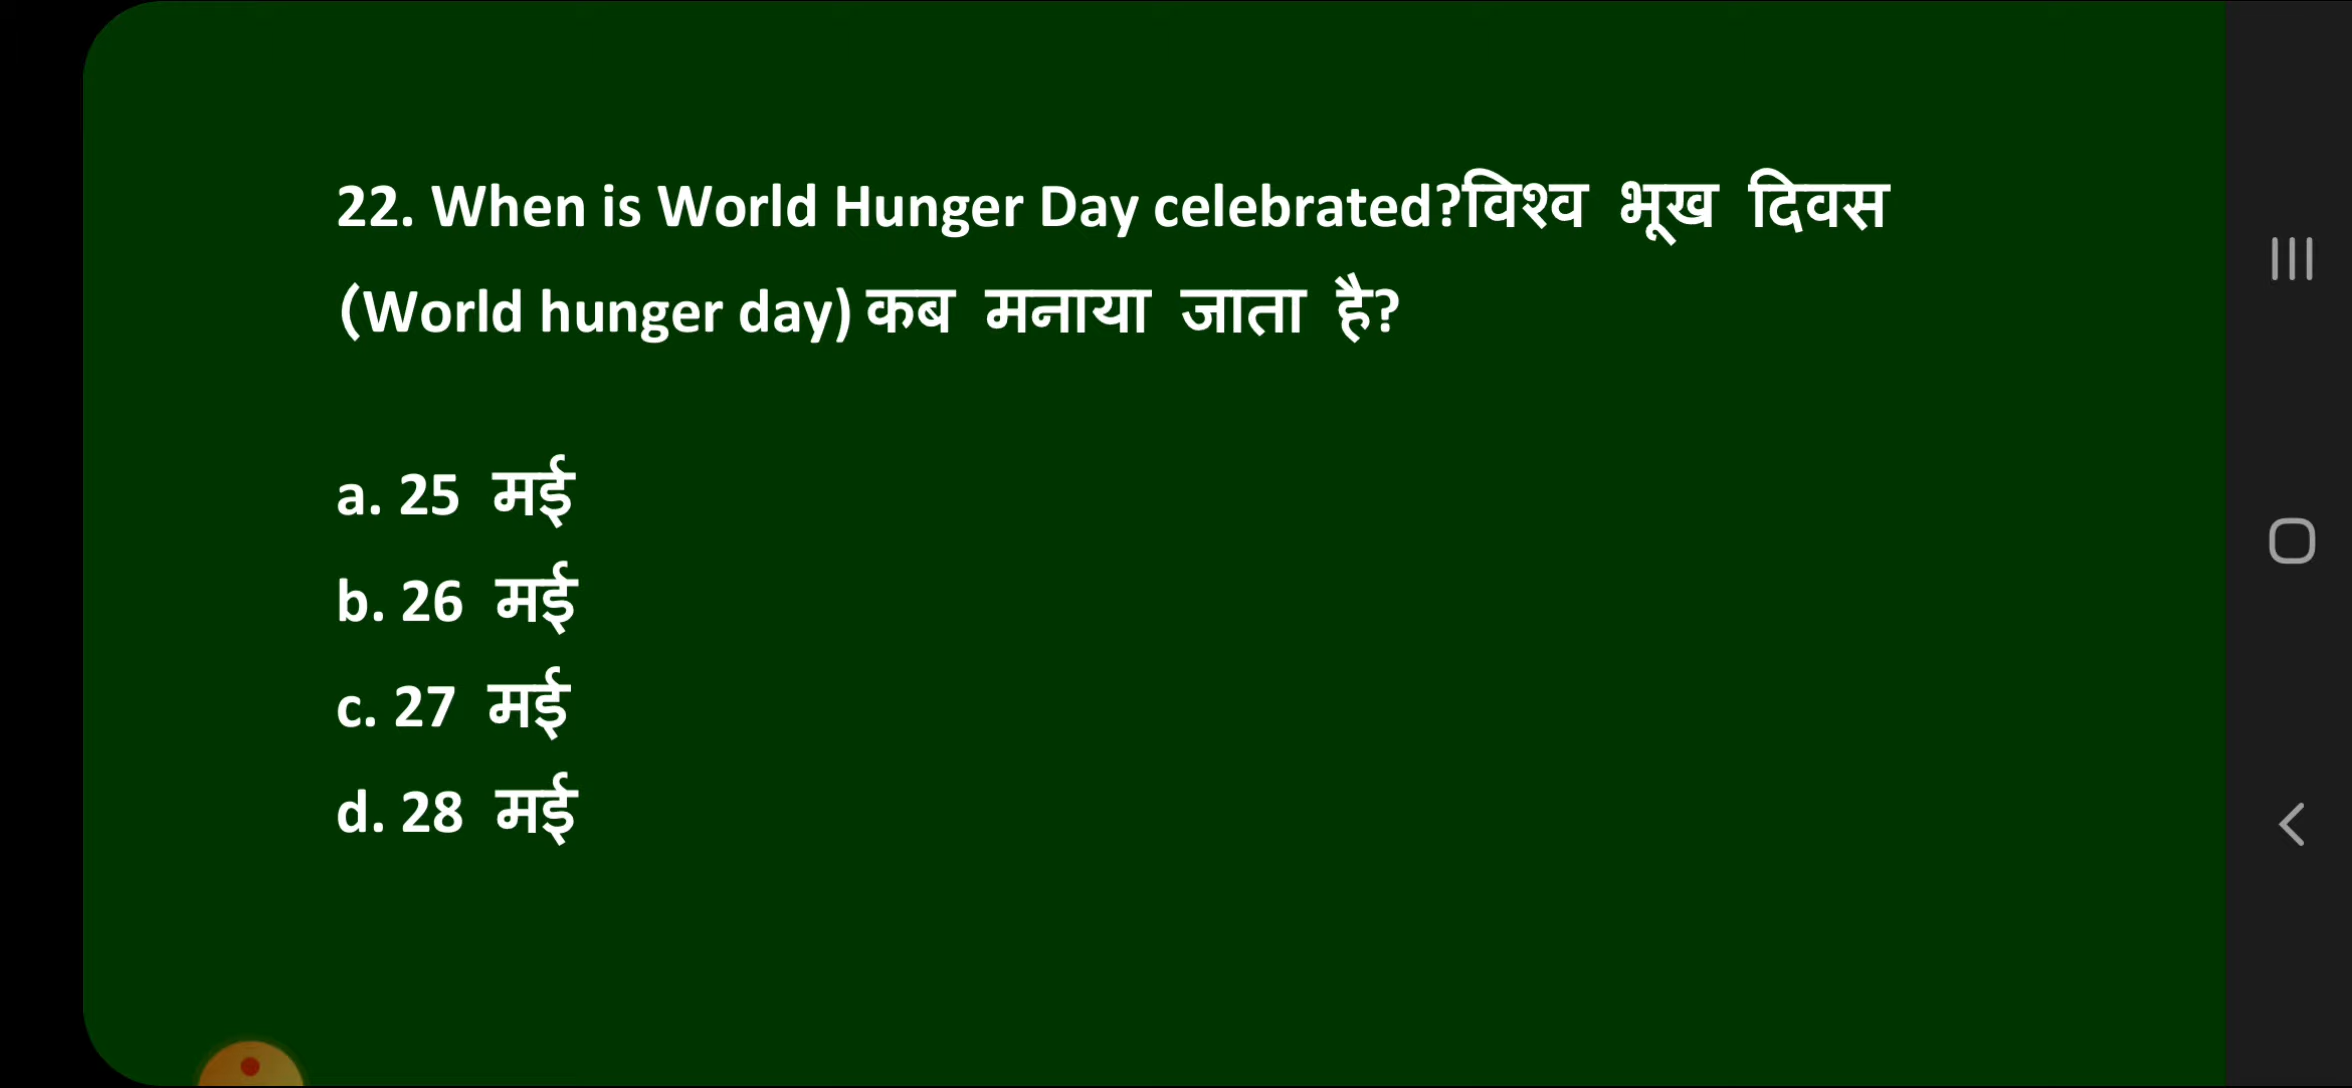 22. When is World Hunger Day celebrated?विश्व भूख दिवस
(World hunger day) कब मनाया जाता है?
a. 25 मई
b. 26 मई
c. 27 मई
d. 28 मई